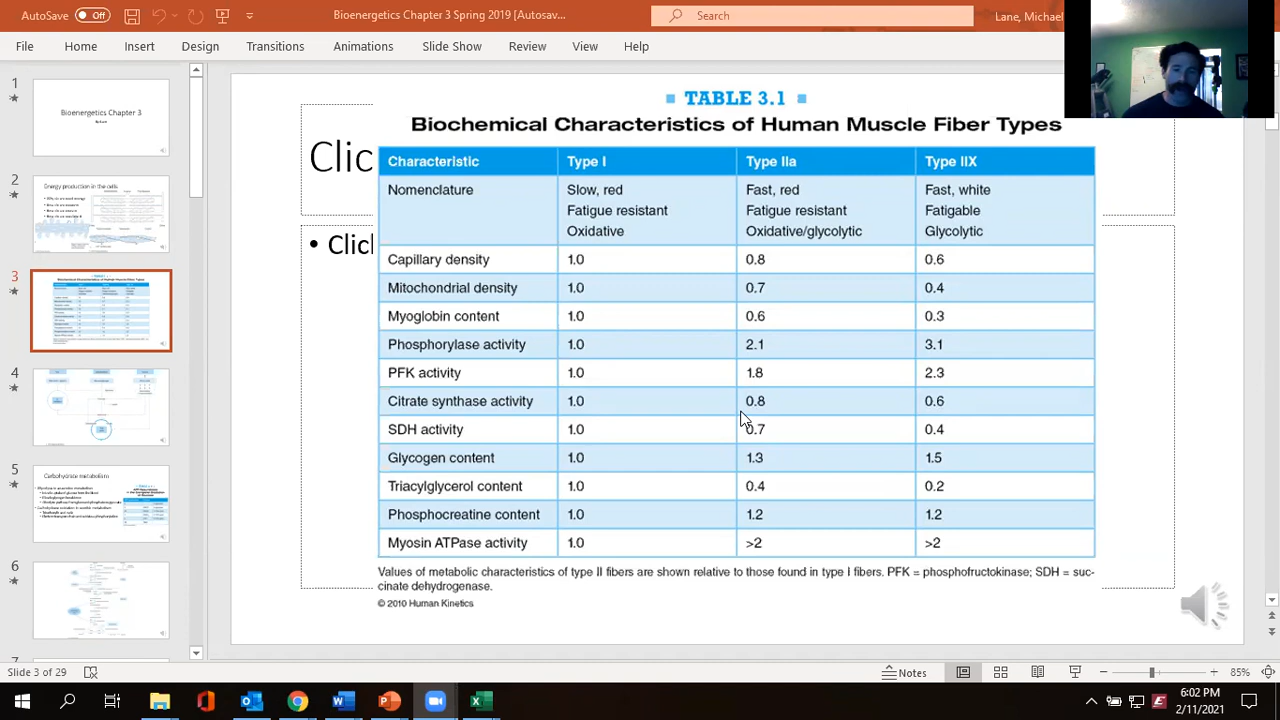 AutoSave Off
Bioenergetics Chapter 3 Spring 2019 [Autosav...
Search
Lane, Michael
File Home Insert Design Transitions Animations Slide Show Review View Help
1
Bioenergetics Chapter 3
2
Energy production in the cells
3
4
5
Carbohydrate metabolism
6
7
Clic
• Click
TABLE 3.1
Biochemical Characteristics of Human Muscle Fiber Types
Characteristic Type I Type IIa Type IIX
Nomenclature Slow, red Fast, red Fast, white
Fatigue resistant Fatigue resistant Fatigable
Oxidative Oxidative/glycolytic Glycolytic
Capillary density 1.0 0.8 0.6
Mitochondrial density 1.0 0.7 0.4
Myoglobin content 1.0 0.6 0.3
Phosphorylase activity 1.0 2.1 3.1
PFK activity 1.0 1.8 2.3
Citrate synthase activity 1.0 0.8 0.6
SDH activity 1.0 0.7 0.4
Glycogen content 1.0 1.3 1.5
Triacylglycerol content 1.0 0.4 0.2
Phosphocreatine content 1.0 1.2 1.2
Myosin ATPase activity 1.0 >2 >2
Values of metabolic characteristics of type II fibers are shown relative to those found in type I fibers. PFK = phosphofructokinase; SDH = suc-
cinate dehydrogenase.
© 2010 Human Kinetics
Slide 3 of 29
Notes
85%
6:02 PM
2/11/2021